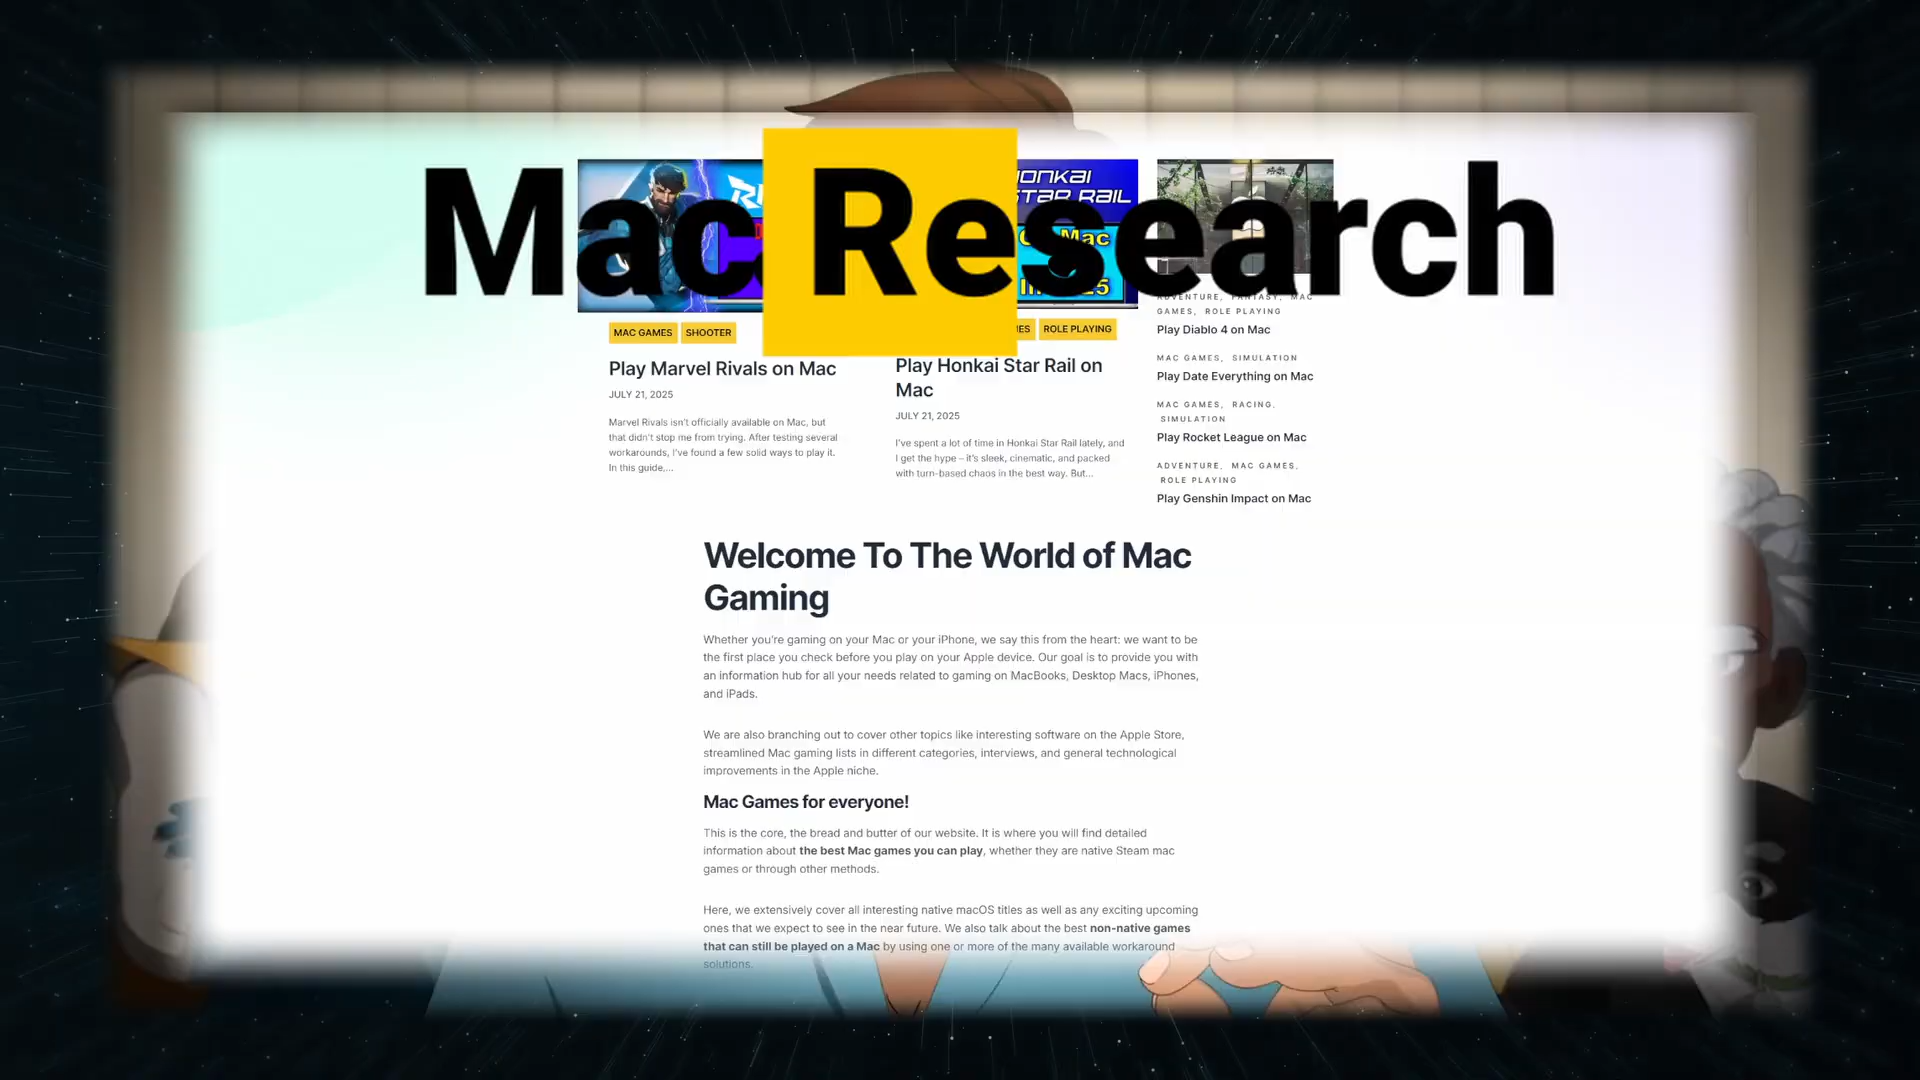 Mac Research
HONKAI
STAR RAIL
Mac
MAC GAMES
SHOOTER
ROLE PLAYING
Play Marvel Rivals on Mac
JULY 21, 2025
Marvel Rivals isn't officially available on Mac, but
that didn't stop me from trying. After testing several
workarounds, I've found a few solid ways to play it.
In this guide,...
Play Honkai Star Rail on
Mac
JULY 21, 2025
I've spent a lot of time in Honkai Star Rail lately, and
I get the hype – it's sleek, cinematic, and packed
with turn-based chaos in the best way. But...
ADVENTURE, FANTASY, MAC
GAMES, ROLE PLAYING
Play Diablo 4 on Mac
MAC GAMES, SIMULATION
Play Date Everything on Mac
MAC GAMES, RACING,
SIMULATION
Play Rocket League on Mac
ADVENTURE, MAC GAMES,
ROLE PLAYING
Play Genshin Impact on Mac
Welcome To The World of Mac
Gaming
Whether you're gaming on your Mac or your iPhone, we say this from the heart: we want to be
the first place you check before you play on your Apple device. Our goal is to provide you with
an information hub for all your needs related to gaming on MacBooks, Desktop Macs, iPhones,
and iPads.
We are also branching out to cover other topics like interesting software on the Apple Store,
streamlined Mac gaming lists in different categories, interviews, and general technological
improvements in the Apple niche.
Mac Games for everyone!
This is the core, the bread and butter of our website. It is where you will find detailed
information about the best Mac games you can play, whether they are native Steam mac
games or through other methods.
Here, we extensively cover all interesting native macOS titles as well as any exciting upcoming
ones that we expect to see in the near future. We also talk about the best non-native games
that can still be played on a Mac by using one or more of the many available workaround
solutions.